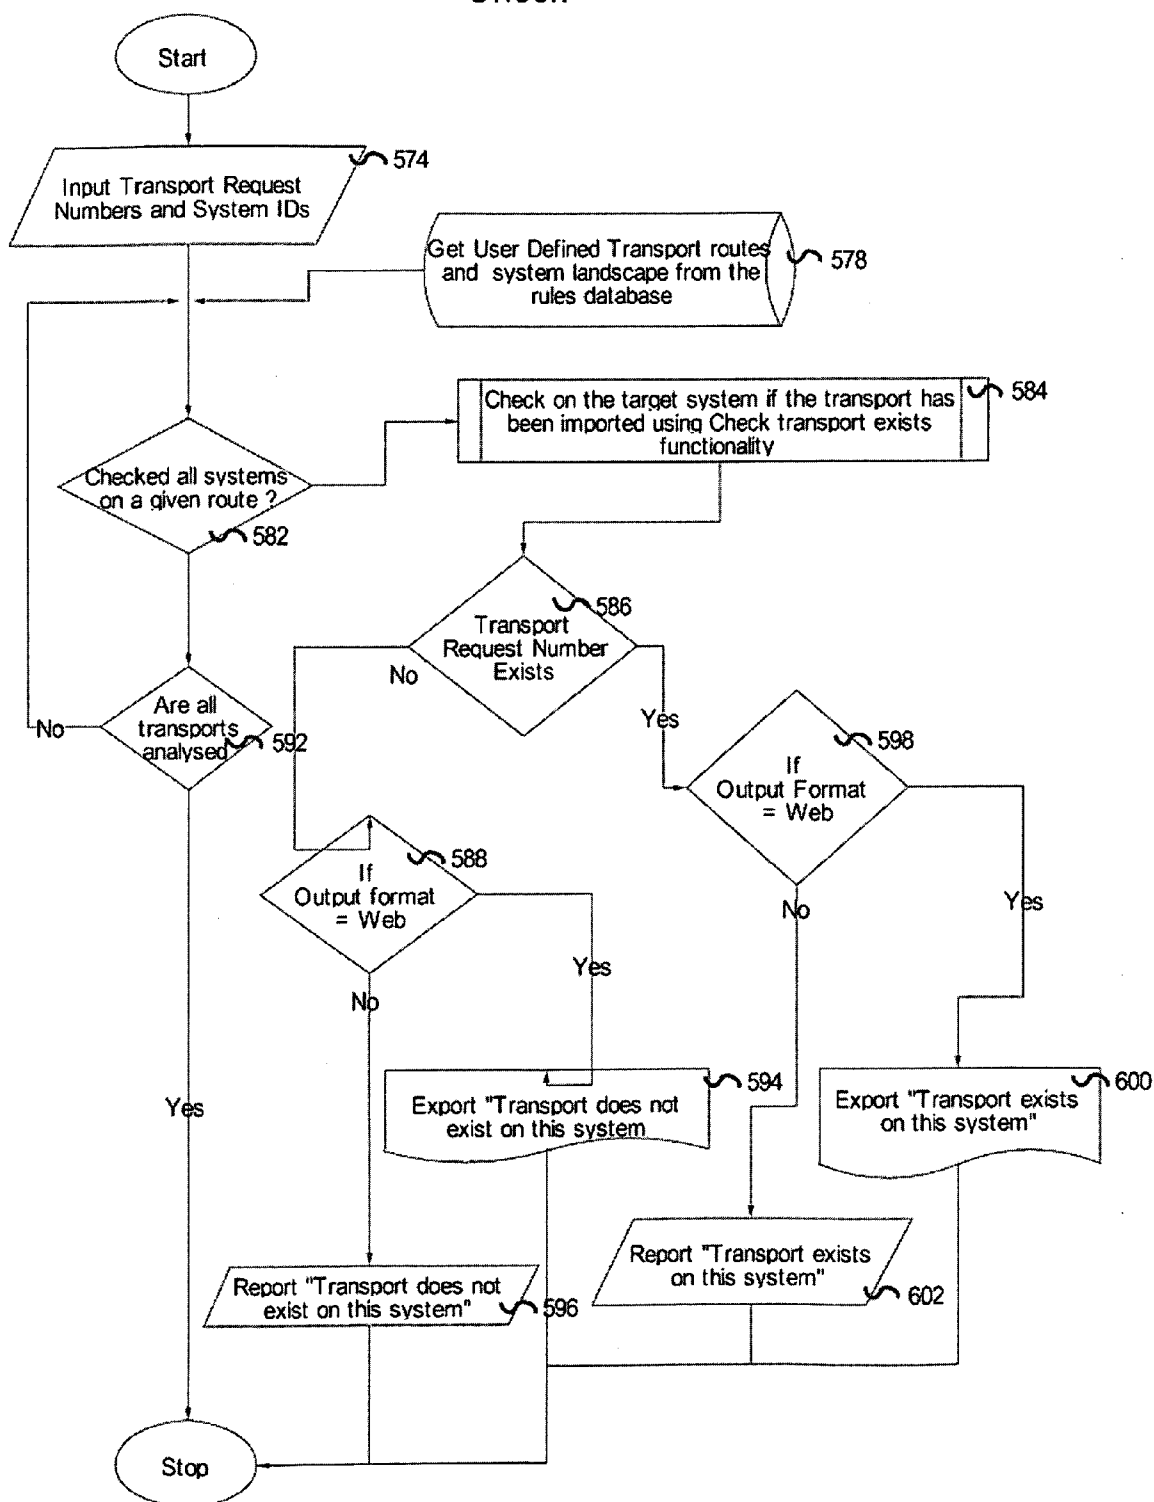 Start
574
Input Transport Request
Numbers and System IDs
Get User Defined Transport routes
and system landscape from the
rules database
578
584
Check on the target system if the transport has
been imported using Check transport exists
functionality
Checked all systems
on a given route ?
582
586
Transport
Request Number
Exists
No
Yes
Are all
transports
analysed
592
No
598
If
Output Format
= Web
588
If
Output format
= Web
No
Yes
Yes
No
Yes
594
Export "Transport does not
exist on this system
600
Export "Transport exists
on this system"
Report "Transport exists
on this system"
602
Report "Transport does not
exist on this system"
596
Stop